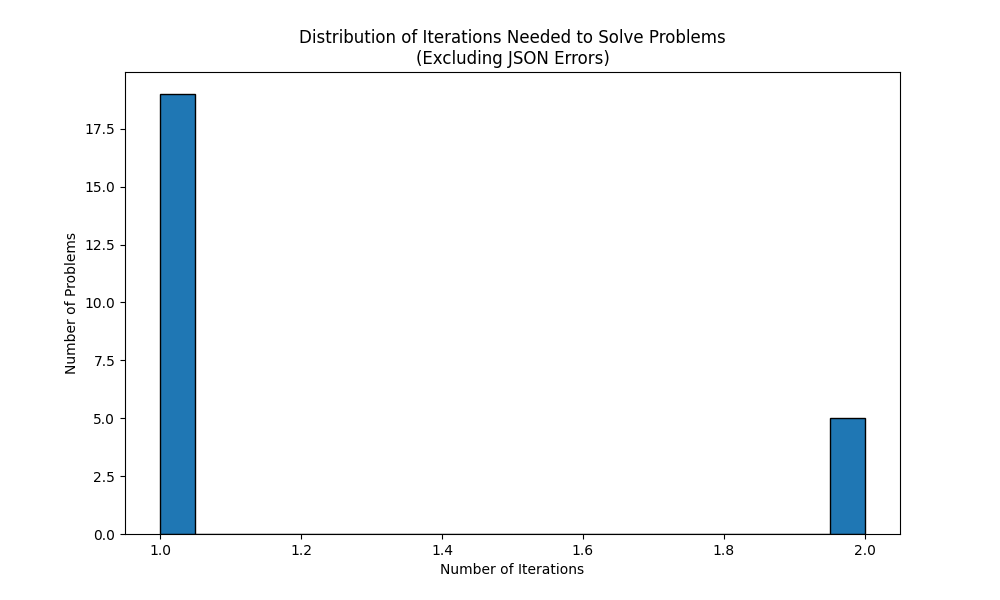 Distribution of Iterations Needed to Solve Problems
(Excluding JSON Errors)
Number of Problems
17.5
15.0
12.5
10.0
7.5
5.0
2.5
0.0
1.0 1.2 1.4 1.6 1.8 2.0
Number of Iterations